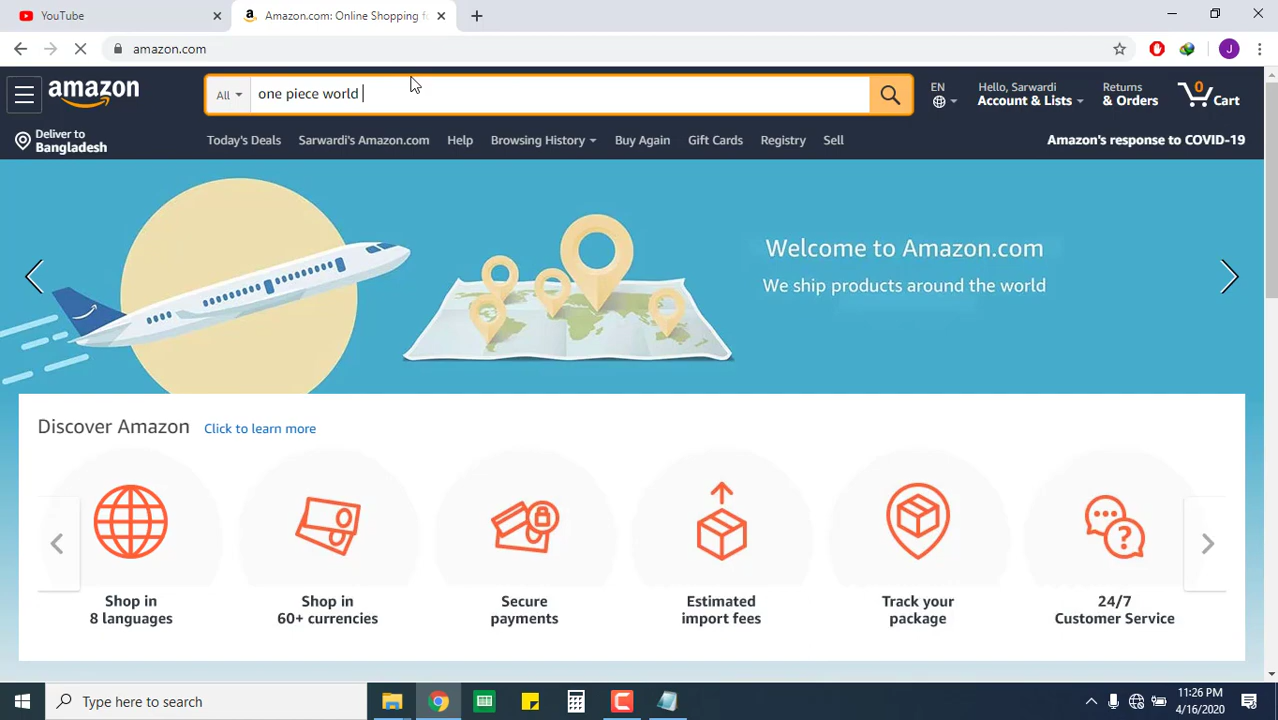 YouTube
Amazon.com: Online Shopping f
amazon.com
J
amazon
All
one piece world
EN
Hello, Sarwardi
Account & Lists
Returns
& Orders
0
Cart
Deliver to
Bangladesh
Today's Deals
Sarwardi's Amazon.com
Help
Browsing History
Buy Again
Gift Cards
Registry
Sell
Amazon's response to COVID-19
Welcome to Amazon.com
We ship products around the world
Discover Amazon
Click to learn more
Shop in
8 languages
Shop in
60+ currencies
Secure
payments
Estimated
import fees
Track your
package
24/7
Customer Service
Type here to search
11:26 PM
4/16/2020